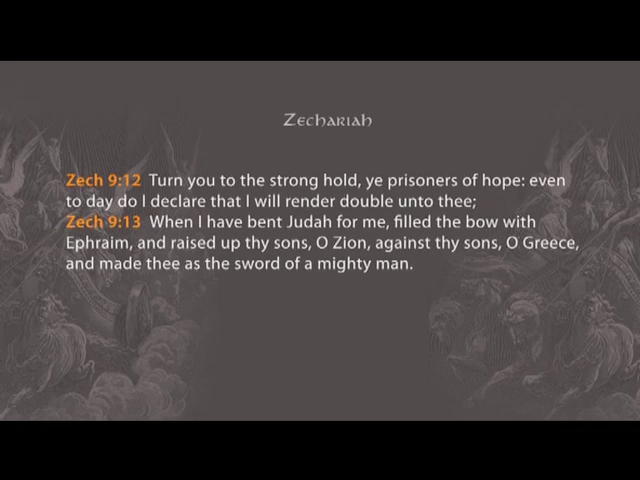 Zechariah
Zech 9:12 Turn you to the strong hold, ye prisoners of hope: even
to day do I declare that I will render double unto thee;
Zech 9:13 When I have bent Judah for me, filled the bow with
Ephraim, and raised up thy sons, O Zion, against thy sons, O Greece,
and made thee as the sword of a mighty man.